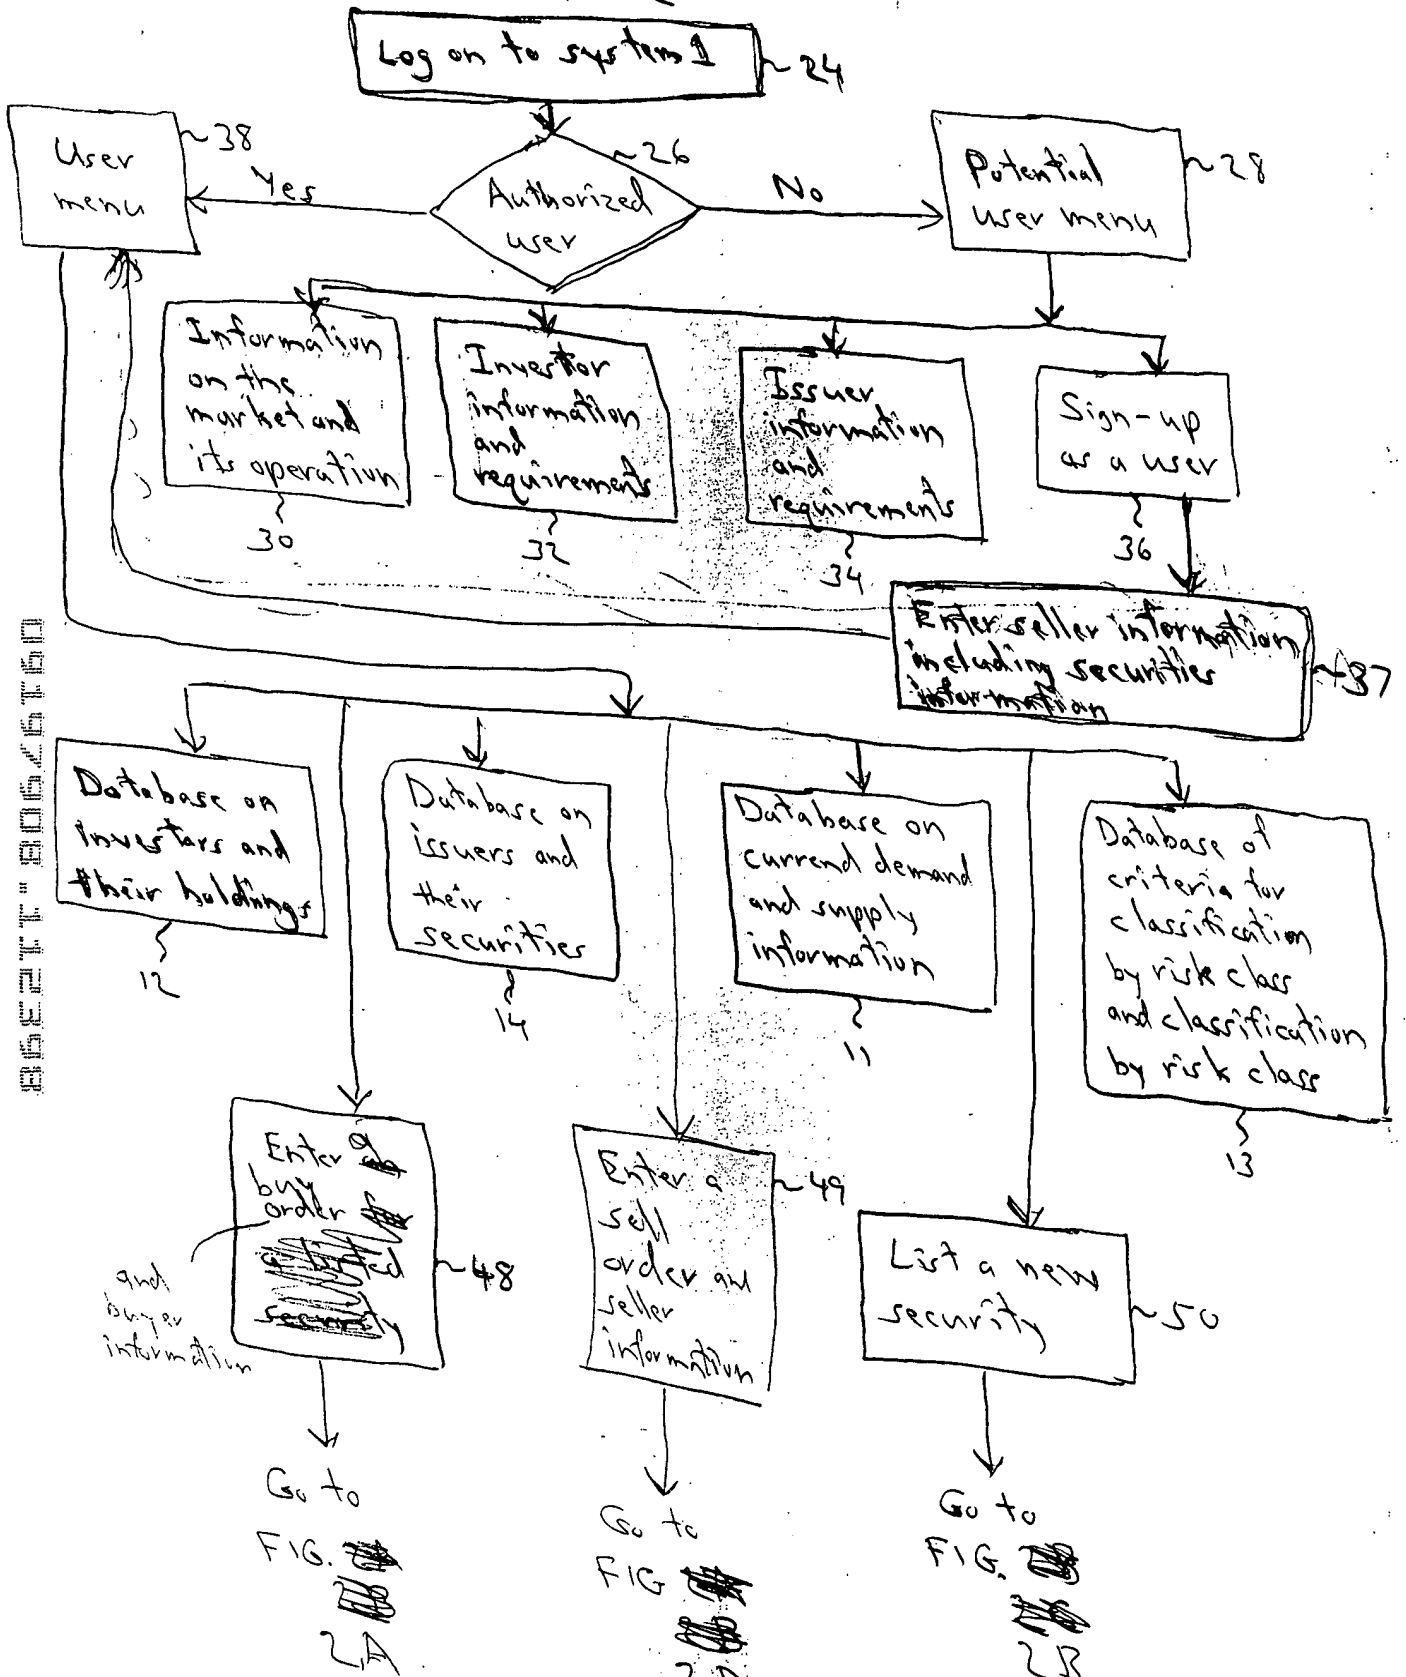 Log on to system 1
~24
User
menu
~38
Yes
~26
Authorized
user
No
Potential
user menu
~28
Information
on the
market and
its operation
30
Investor
information
and
requirements
32
Issuer
information
and
requirements
34
Sign-up
as a user
36
Enter seller information
including securities
information
~37
Database on
investors and
their holdings
12
Database on
issuers and
their
securities
14
Database on
currend demand
and supply
information
11
Database of
criteria for
classification
by risk class
and classification
by risk class
13
Enter a
buy
order
a listed
security
~48
and
buyer
information
Enter a
sell
order and
seller
information
~49
List a new
security
~50
Go to
FIG.
2A
Go to
FIG
Go to
FIG.
2B